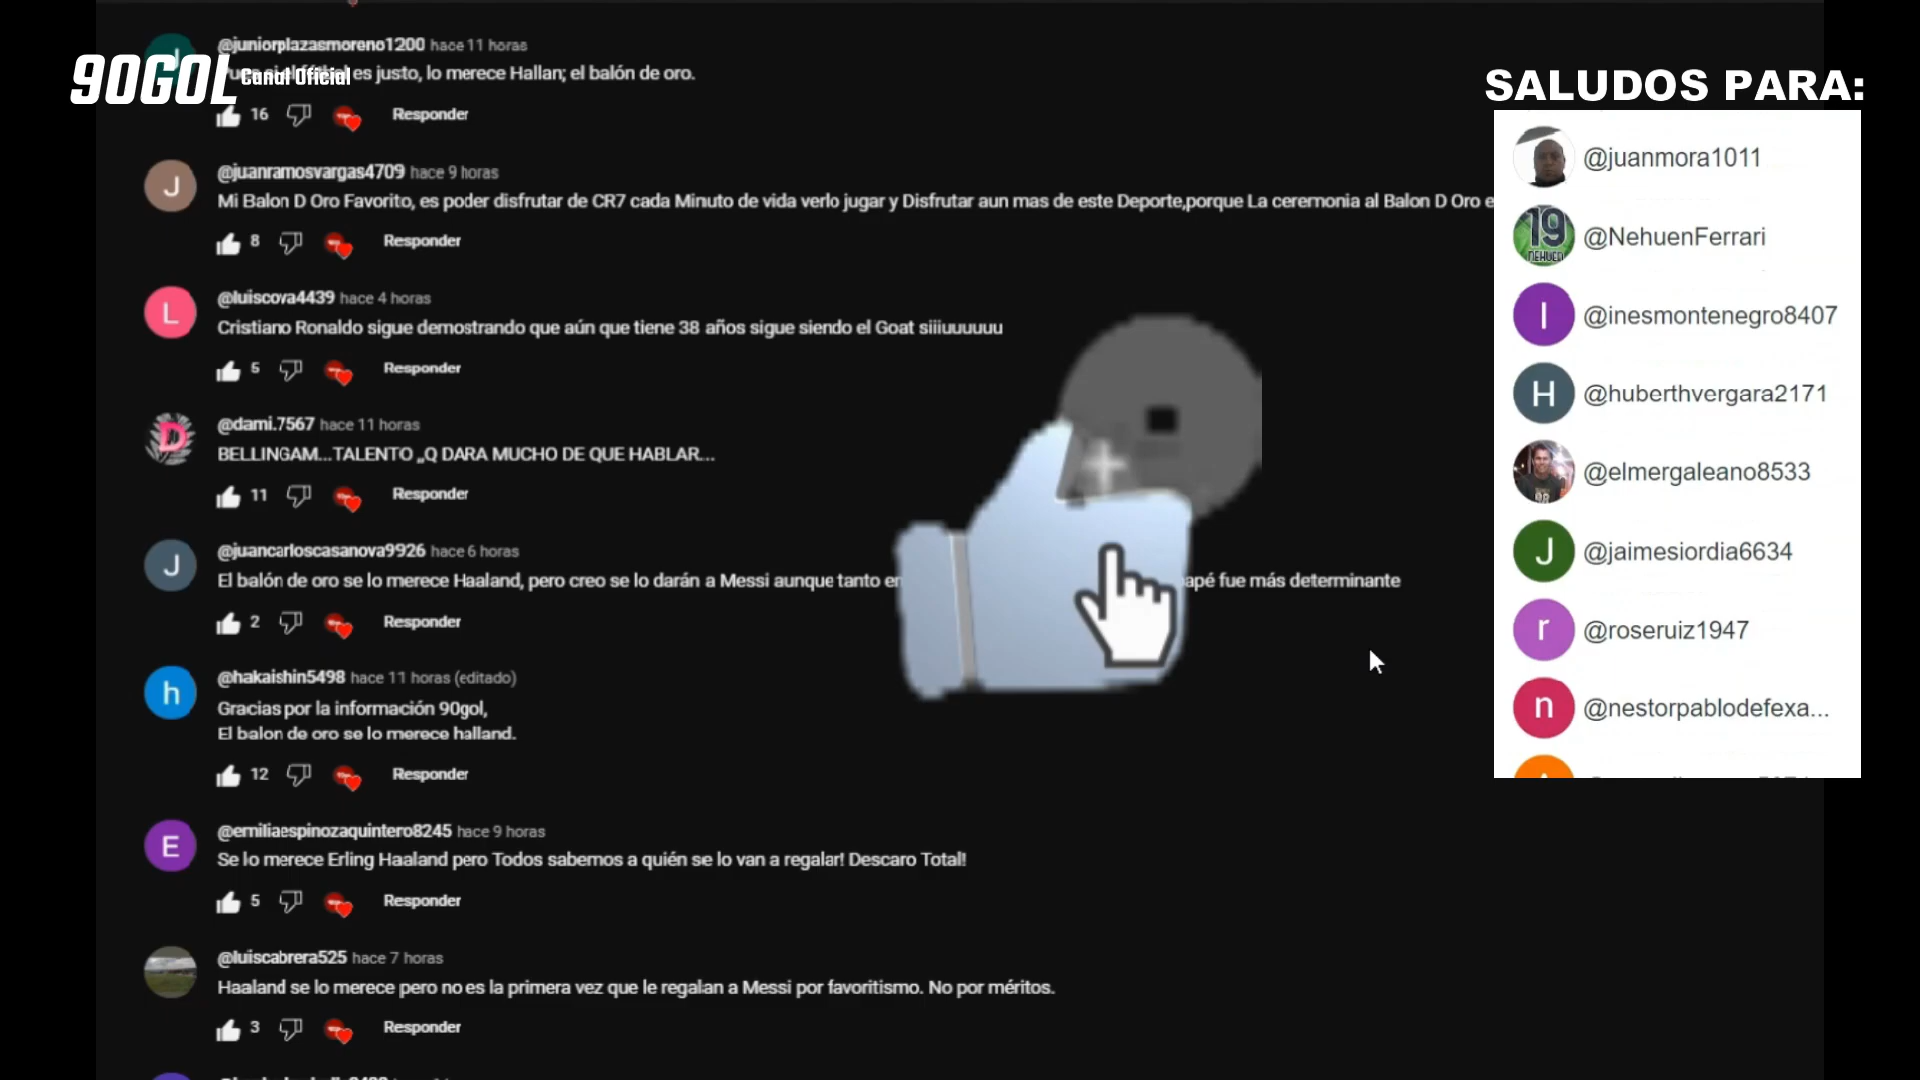 @juniorplazasmoreno1200 hace 11 horas
90GOL Canal Oficial
es justo, lo merece Hallan; el balón de oro.
16 Responder
@juanramosvargas4709 hace 9 horas
Mi Balon D Oro Favorito, es poder disfrutar de CR7 cada Minuto de vida verlo jugar y Disfrutar aun mas de este Deporte,porque La ceremonia al Balon D Oro e
8 Responder
@luiscova4439 hace 4 horas
Cristiano Ronaldo sigue demostrando que aún que tiene 38 años sigue siendo el Goat siiiuuuuuu
5 Responder
@dami.7567 hace 11 horas
BELLINGAM...TALENTO ,,Q DARA MUCHO DE QUE HABLAR...
11 Responder
@juancarloscasanova9926 hace 6 horas
El balón de oro se lo merece Haaland, pero creo se lo darán a Messi aunque tanto en apé fue más determinante
2 Responder
@hakaishin5498 hace 11 horas (editado)
Gracias por la información 90gol,
El balon de oro se lo merece halland.
12 Responder
@emiliaespinozaquintero8245 hace 9 horas
Se lo merece Erling Haaland pero Todos sabemos a quién se lo van a regalar! Descaro Total!
5 Responder
@luiscabrera525 hace 7 horas
Haaland se lo merece pero no es la primera vez que le regalan a Messi por favoritismo. No por méritos.
3 Responder
SALUDOS PARA:
@juanmora1011
19 NEHUEN @NehuenFerrari
@inesmontenegro8407
@huberthvergara2171
@elmergaleano8533
@jaimesiordia6634
@roseruiz1947
@nestorpablodefexa...